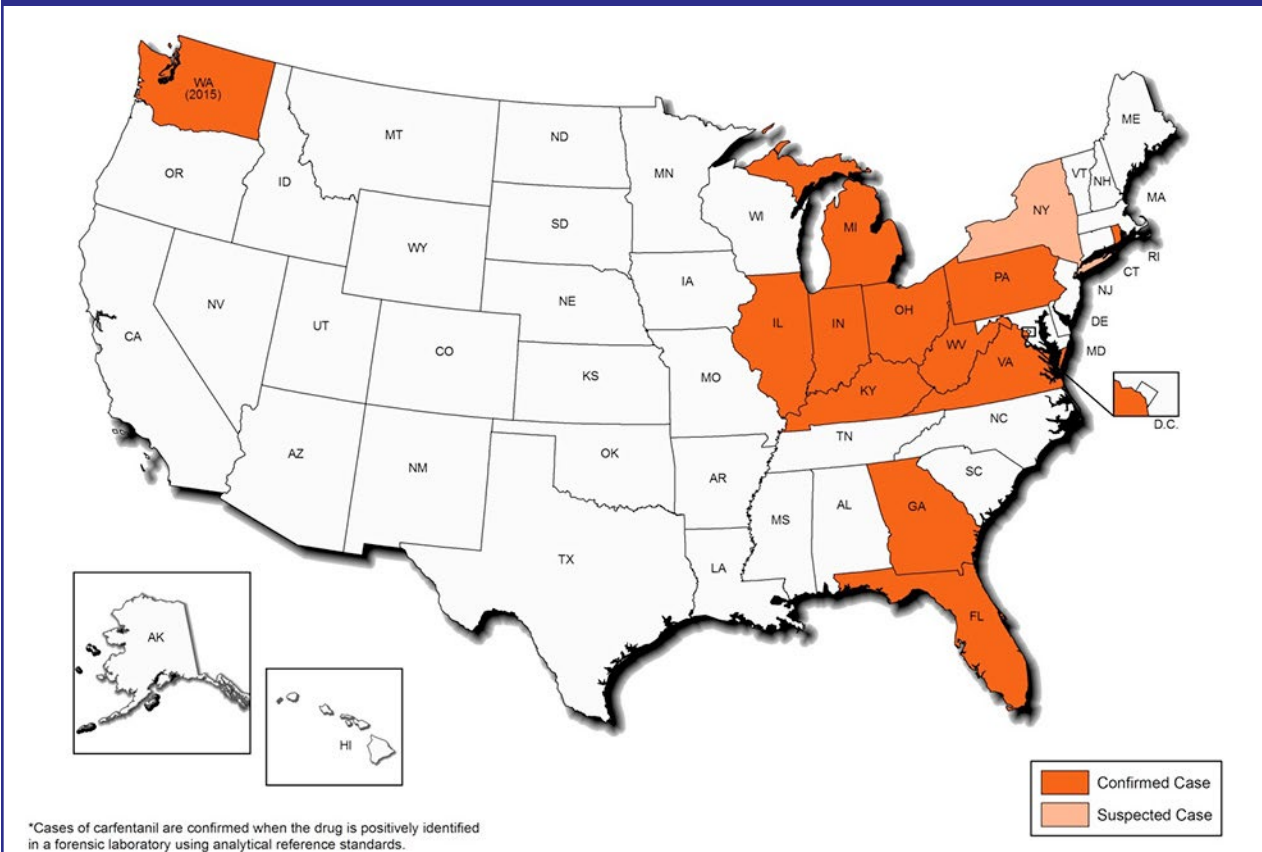 WA
(2015)
MT
ND
MN
ME
OR
ID
SD
WI
VT
NH
MA
NY
WY
MI
RI
CT
IA
PA
NJ
NV
NE
OH
IL
IN
UT
DE
CA
CO
WV
MD
VA
KS
MO
KY
D.C.
NC
TN
AZ
OK
NM
AR
SC
GA
AL
MS
TX
LA
FL
AK
HI
Confirmed Case
Suspected Case
*Cases of carfentanil are confirmed when the drug is positively identified
in a forensic laboratory using analytical reference standards.